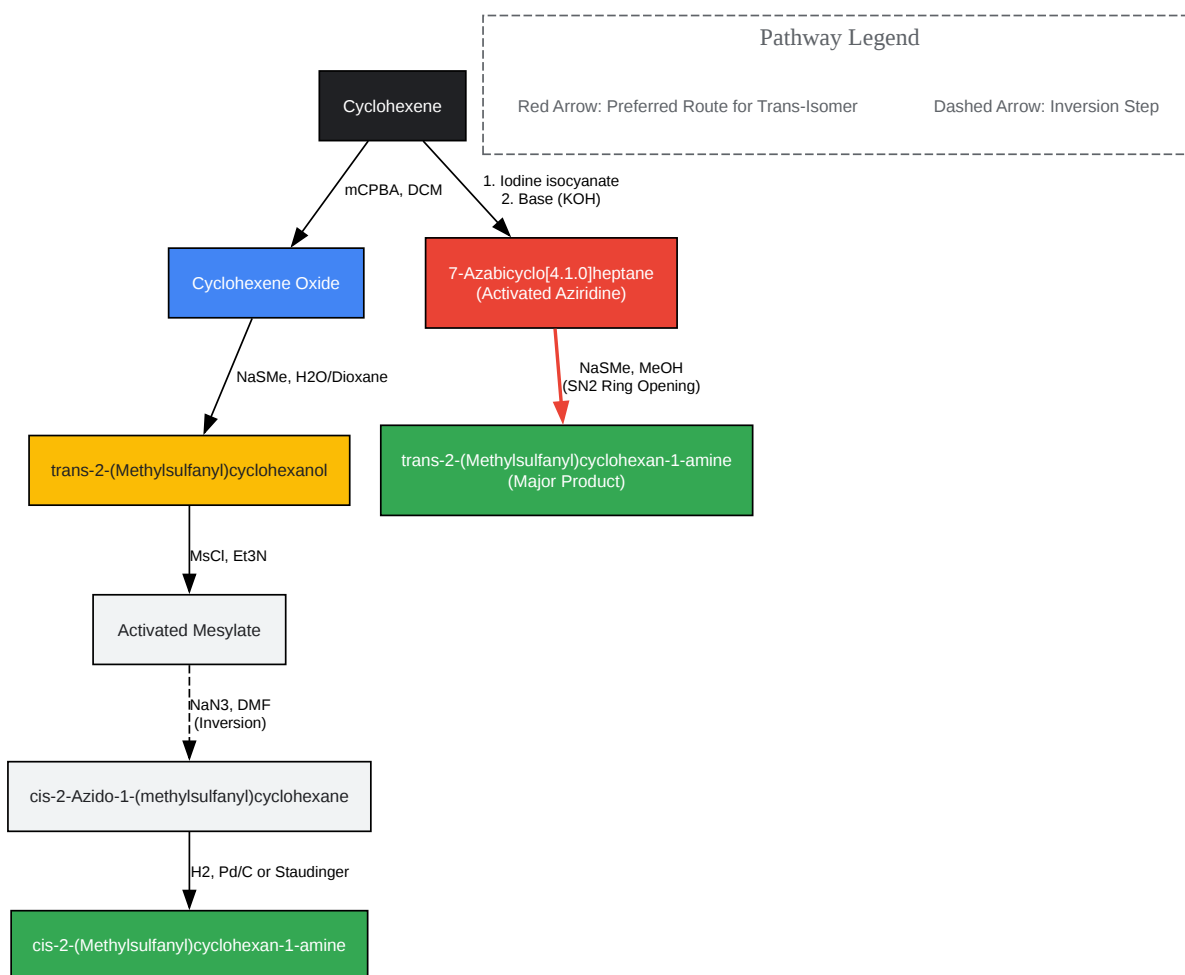 Pathway Legend
Red Arrow: Preferred Route for Trans-Isomer
Dashed Arrow: Inversion Step
Cyclohexene
mCPBA, DCM
1. Iodine isocyanate
2. Base (KOH)
Cyclohexene Oxide
7-Azabicyclo[4.1.0]heptane
(Activated Aziridine)
NaSMe, H2O/Dioxane
NaSMe, MeOH
(SN2 Ring Opening)
trans-2-(Methylsulfanyl)cyclohexanol
trans-2-(Methylsulfanyl)cyclohexan-1-amine
(Major Product)
MsCl, Et3N
Activated Mesylate
NaN3, DMF
(Inversion)
cis-2-Azido-1-(methylsulfanyl)cyclohexane
H2, Pd/C or Staudinger
cis-2-(Methylsulfanyl)cyclohexan-1-amine